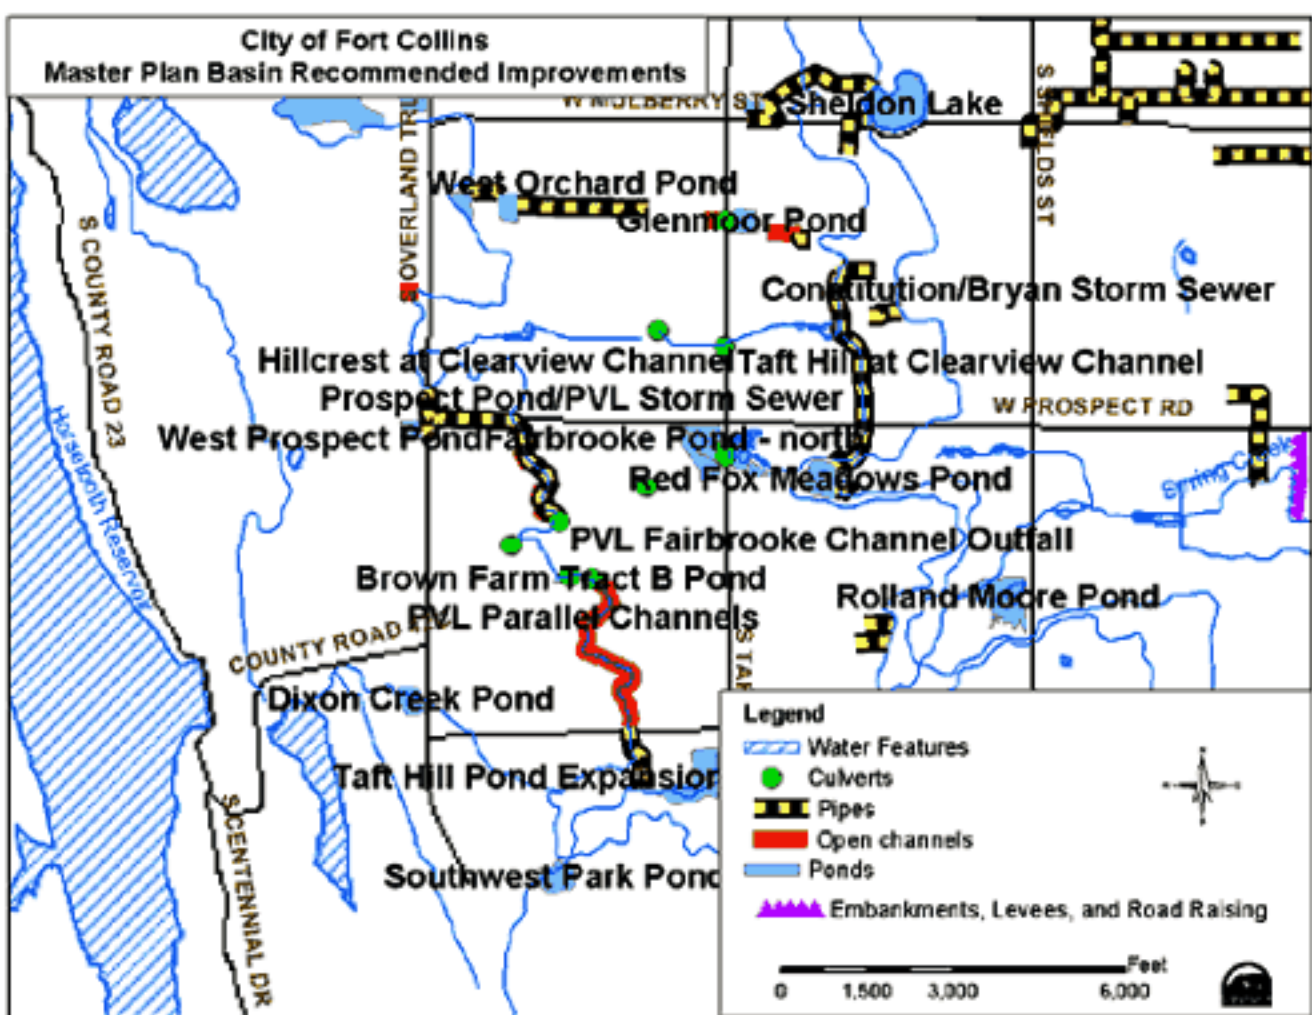 City of Fort Collins
Master Plan Basin Recommended Improvements
W MULBERRY ST
Sheldon Lake
S SHIELDS ST
S OVERLAND TRL
West Orchard Pond
Glenmoor Pond
S COUNTY ROAD 23
Constitution/Bryan Storm Sewer
Hillcrest at Clearview Channel
Taft Hill at Clearview Channel
Prospect Pond/PVL Storm Sewer
W PROSPECT RD
West Prospect Pond
Fairbrooke Pond - north
Horsetooth Reservoir
Red Fox Meadows Pond
Spring Creek
PVL Fairbrooke Channel Outfall
Brown Farm Tract B Pond
Rolland Moore Pond
PVL Parallel Channels
COUNTY ROAD
S TAF
Dixon Creek Pond
Taft Hill Pond Expansion
S CENTENNIAL DR
Southwest Park Pond
Legend
Water Features
Culverts
Pipes
Open channels
Ponds
Embankments, Levees, and Road Raising
Feet
0 1,500 3,000 6,000